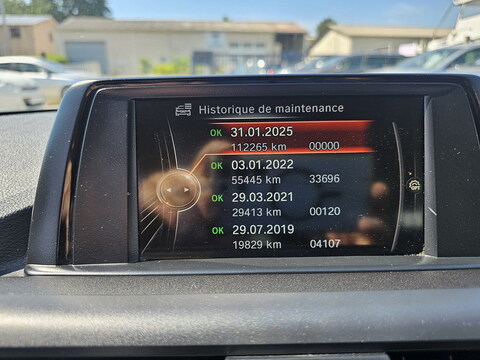 Historique de maintenance
OK 31.01.2025
112265 km 00000
OK 03.01.2022
55445 km 33696
OK 29.03.2021
29413 km 00120
OK 29.07.2019
19829 km 04107